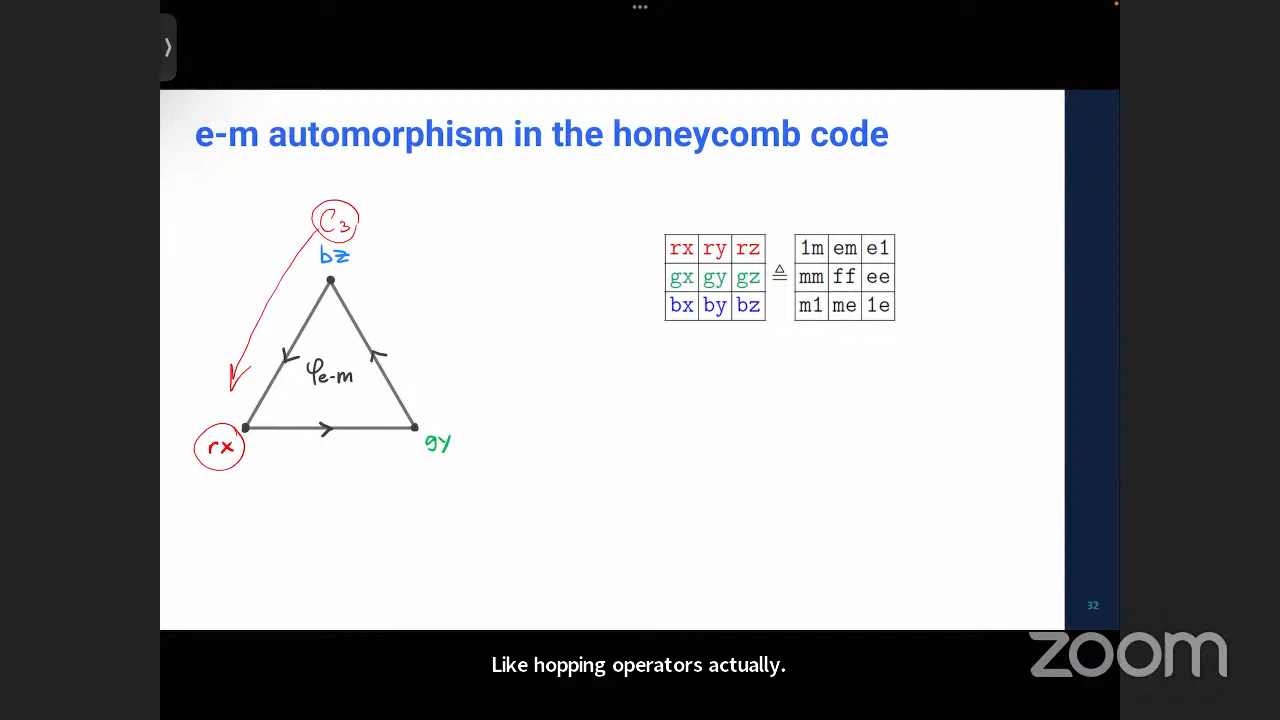 e-m automorphism in the honeycomb code
C₃
bz
φe-m
rx
gy
rx ry rz
gx gy gz
bx by bz
≜
1m em e1
mm ff ee
m1 me 1e
32
Like hopping operators actually.
zoom